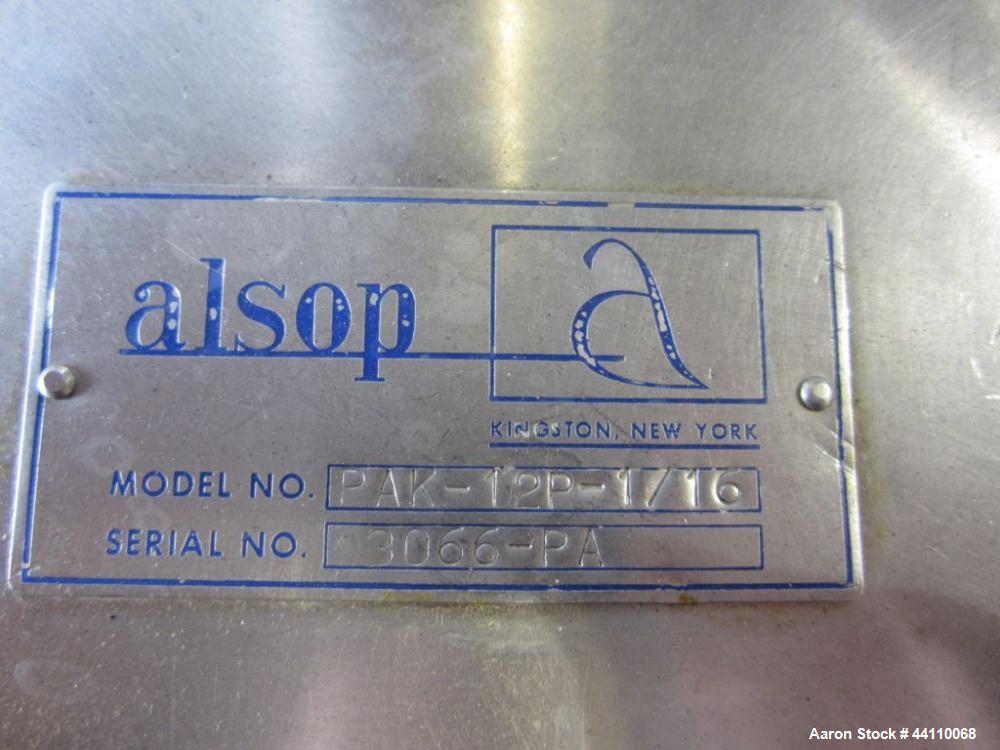 alsop a
KINGSTON, NEW YORK
MODEL NO. PAK-12P-1/16
SERIAL NO. 3066-PA
Aaron Stock # 44110068